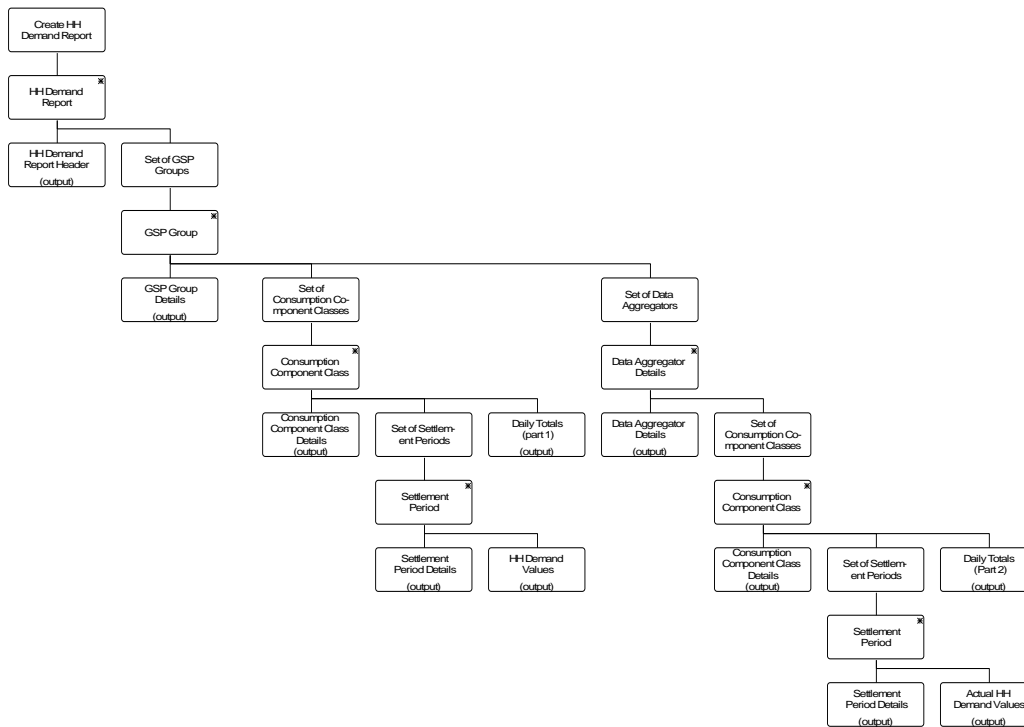 Create HH
Demand Report
HH Demand
Report
HH Demand
Report Header
(output)
Set of GSP
Groups
GSP Group
GSP Group
Details
(output)
Set of
Consumption Co-
mponent Classes
Set of Data
Aggregators
Consumption
Component Class
Data Aggregator
Details
Consumption
Component Class
Details
(output)
Set of Settlem-
ent Periods
Daily Totals
(part 1)
(output)
Data Aggregator
Details
(output)
Set of
Consumption Co-
mponent Classes
Settlement
Period
Consumption
Component Class
Settlement
Period Details
(output)
HH Demand
Values
(output)
Consumption
Component Class
Details
(output)
Set of Settlem-
ent Periods
Daily Totals
(Part 2)
(output)
Settlement
Period
Settlement
Period Details
(output)
Actual HH
Demand Values
(output)